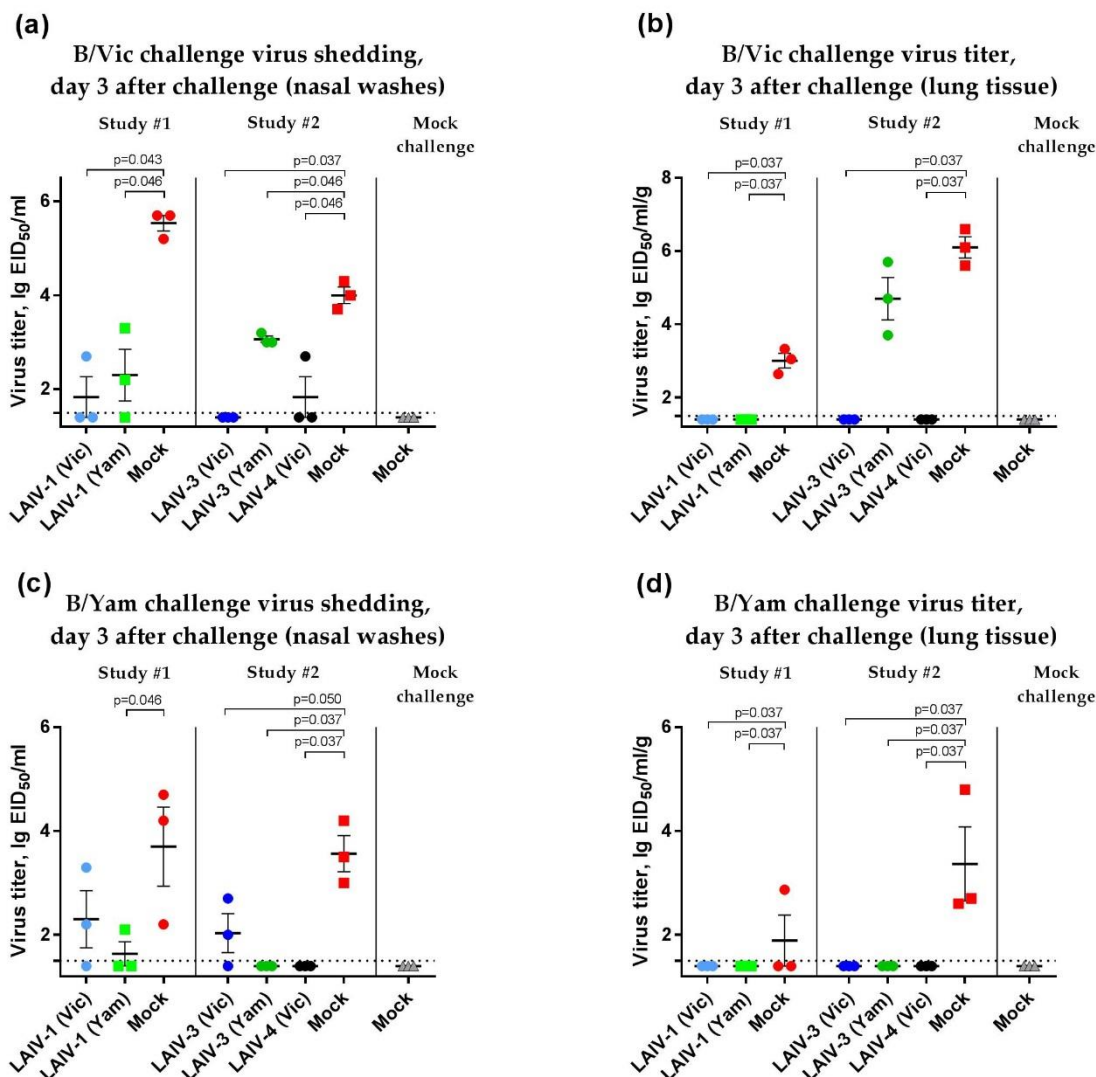 (a)
B/Vic challenge virus shedding,
day 3 after challenge (nasal washes)
Study #1
Study #2
Mock
challenge
p=0.043
p=0.046
p=0.037
p=0.046
p=0.046
Virus titer, lg EID50/ml
6
4
2
LAIV-1 (Vic)
LAIV-1 (Yam)
Mock
LAIV-3 (Vic)
LAIV-3 (Yam)
LAIV-4 (Vic)
Mock
Mock
(b)
B/Vic challenge virus titer,
day 3 after challenge (lung tissue)
Study #1
Study #2
Mock
challenge
p=0.037
p=0.037
p=0.037
p=0.037
Virus titer, lg EID50/ml/g
8
6
4
2
LAIV-1 (Vic)
LAIV-1 (Yam)
Mock
LAIV-3 (Vic)
LAIV-3 (Yam)
LAIV-4 (Vic)
Mock
Mock
(c)
B/Yam challenge virus shedding,
day 3 after challenge (nasal washes)
Study #1
Study #2
Mock
challenge
p=0.046
p=0.050
p=0.037
p=0.037
Virus titer, lg EID50/ml
6
4
2
LAIV-1 (Vic)
LAIV-1 (Yam)
Mock
LAIV-3 (Vic)
LAIV-3 (Yam)
LAIV-4 (Vic)
Mock
Mock
(d)
B/Yam challenge virus titer,
day 3 after challenge (lung tissue)
Study #1
Study #2
Mock
challenge
p=0.037
p=0.037
p=0.037
p=0.037
p=0.037
Virus titer, lg EID50/ml/g
6
4
2
LAIV-1 (Vic)
LAIV-1 (Yam)
Mock
LAIV-3 (Vic)
LAIV-3 (Yam)
LAIV-4 (Vic)
Mock
Mock